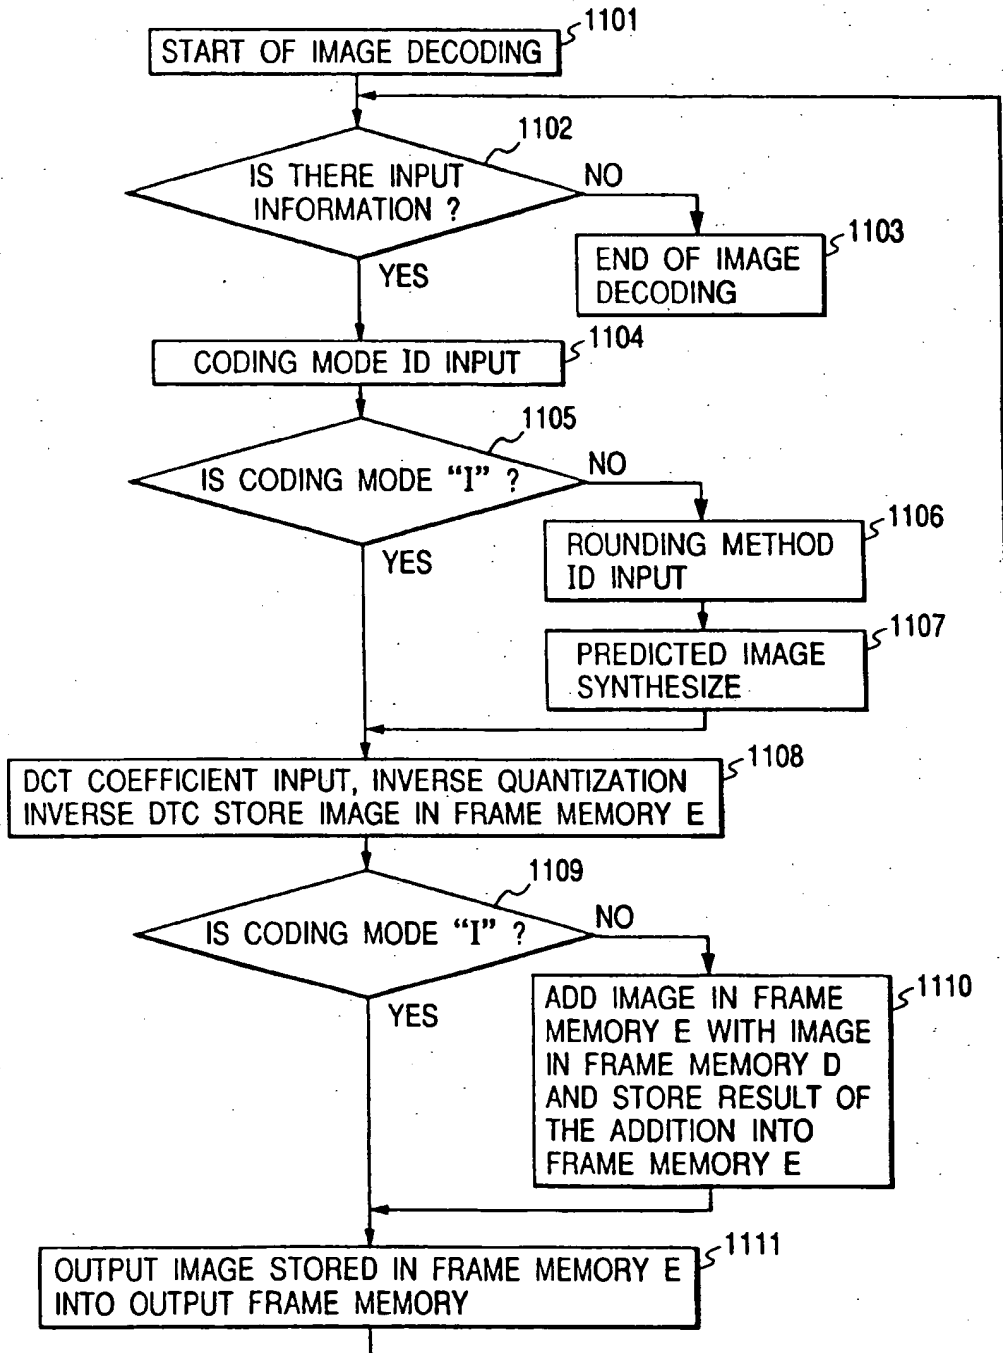 1101
START OF IMAGE DECODING
1102
IS THERE INPUT
INFORMATION ?
NO
YES
1103
END OF IMAGE
DECODING
1104
CODING MODE ID INPUT
1105
IS CODING MODE “I” ?
NO
YES
1106
ROUNDING METHOD
ID INPUT
1107
PREDICTED IMAGE
SYNTHESIZE
1108
DCT COEFFICIENT INPUT, INVERSE QUANTIZATION
INVERSE DTC STORE IMAGE IN FRAME MEMORY E
1109
IS CODING MODE “I” ?
NO
YES
1110
ADD IMAGE IN FRAME
MEMORY E WITH IMAGE
IN FRAME MEMORY D
AND STORE RESULT OF
THE ADDITION INTO
FRAME MEMORY E
1111
OUTPUT IMAGE STORED IN FRAME MEMORY E
INTO OUTPUT FRAME MEMORY